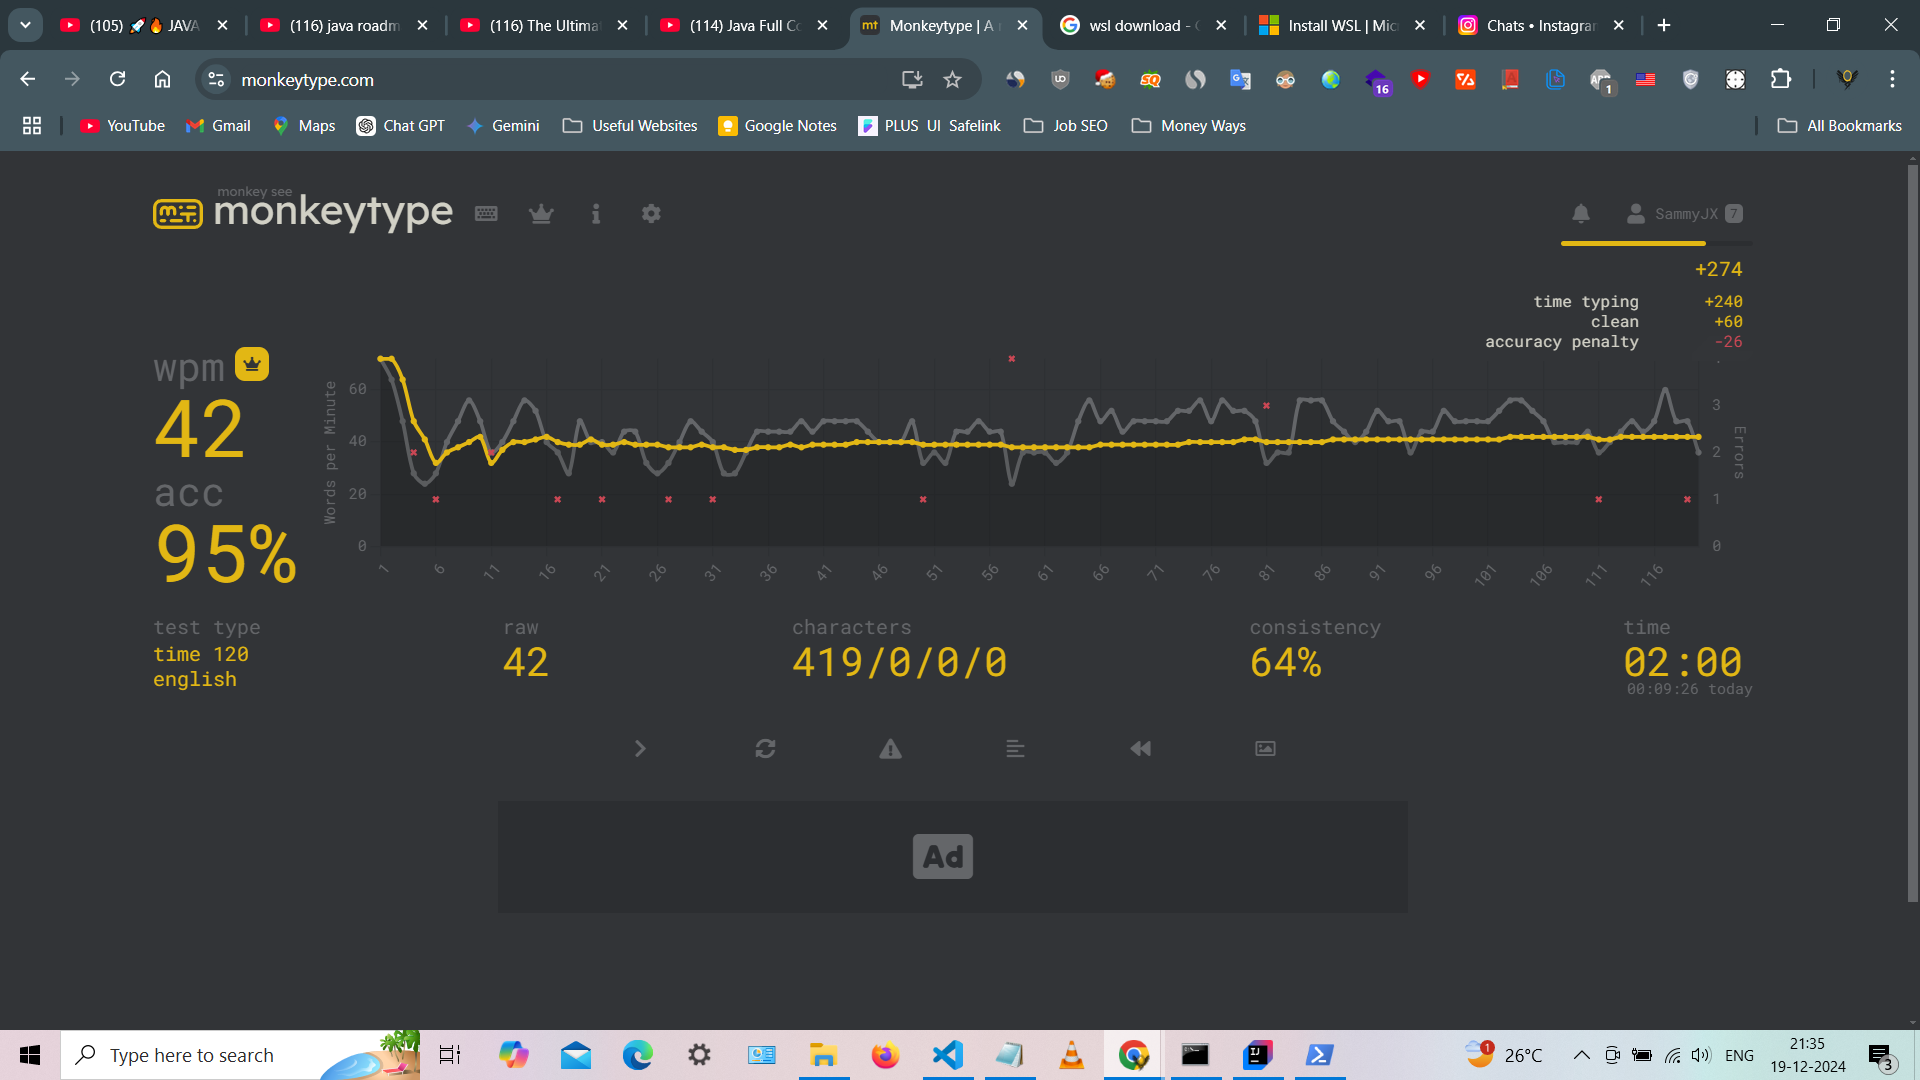 (105) 🚀🔥 JAVA
(116) java roadm
(116) The Ultima
(114) Java Full Co
Monkeytype | A
wsl download -
Install WSL | Mic
Chats • Instagram
monkeytype.com
16
1
YouTube
Gmail
Maps
Chat GPT
Gemini
Useful Websites
Google Notes
PLUS UI Safelink
Job SEO
Money Ways
All Bookmarks
monkey see
monkeytype
SammyJX 7
+274
time typing +240
clean +60
accuracy penalty -26
wpm
42
acc
95%
Words per Minute
60
40
20
0
3
2
1
0
Errors
1 6 11 16 21 26 31 36 41 46 51 56 61 66 71 76 81 86 91 96 101 106 111 116
test type
time 120
english
raw
42
characters
419/0/0/0
consistency
64%
time
02:00
00:09:26 today
Ad
Type here to search
1
26°C
ENG
21:35
19-12-2024
3